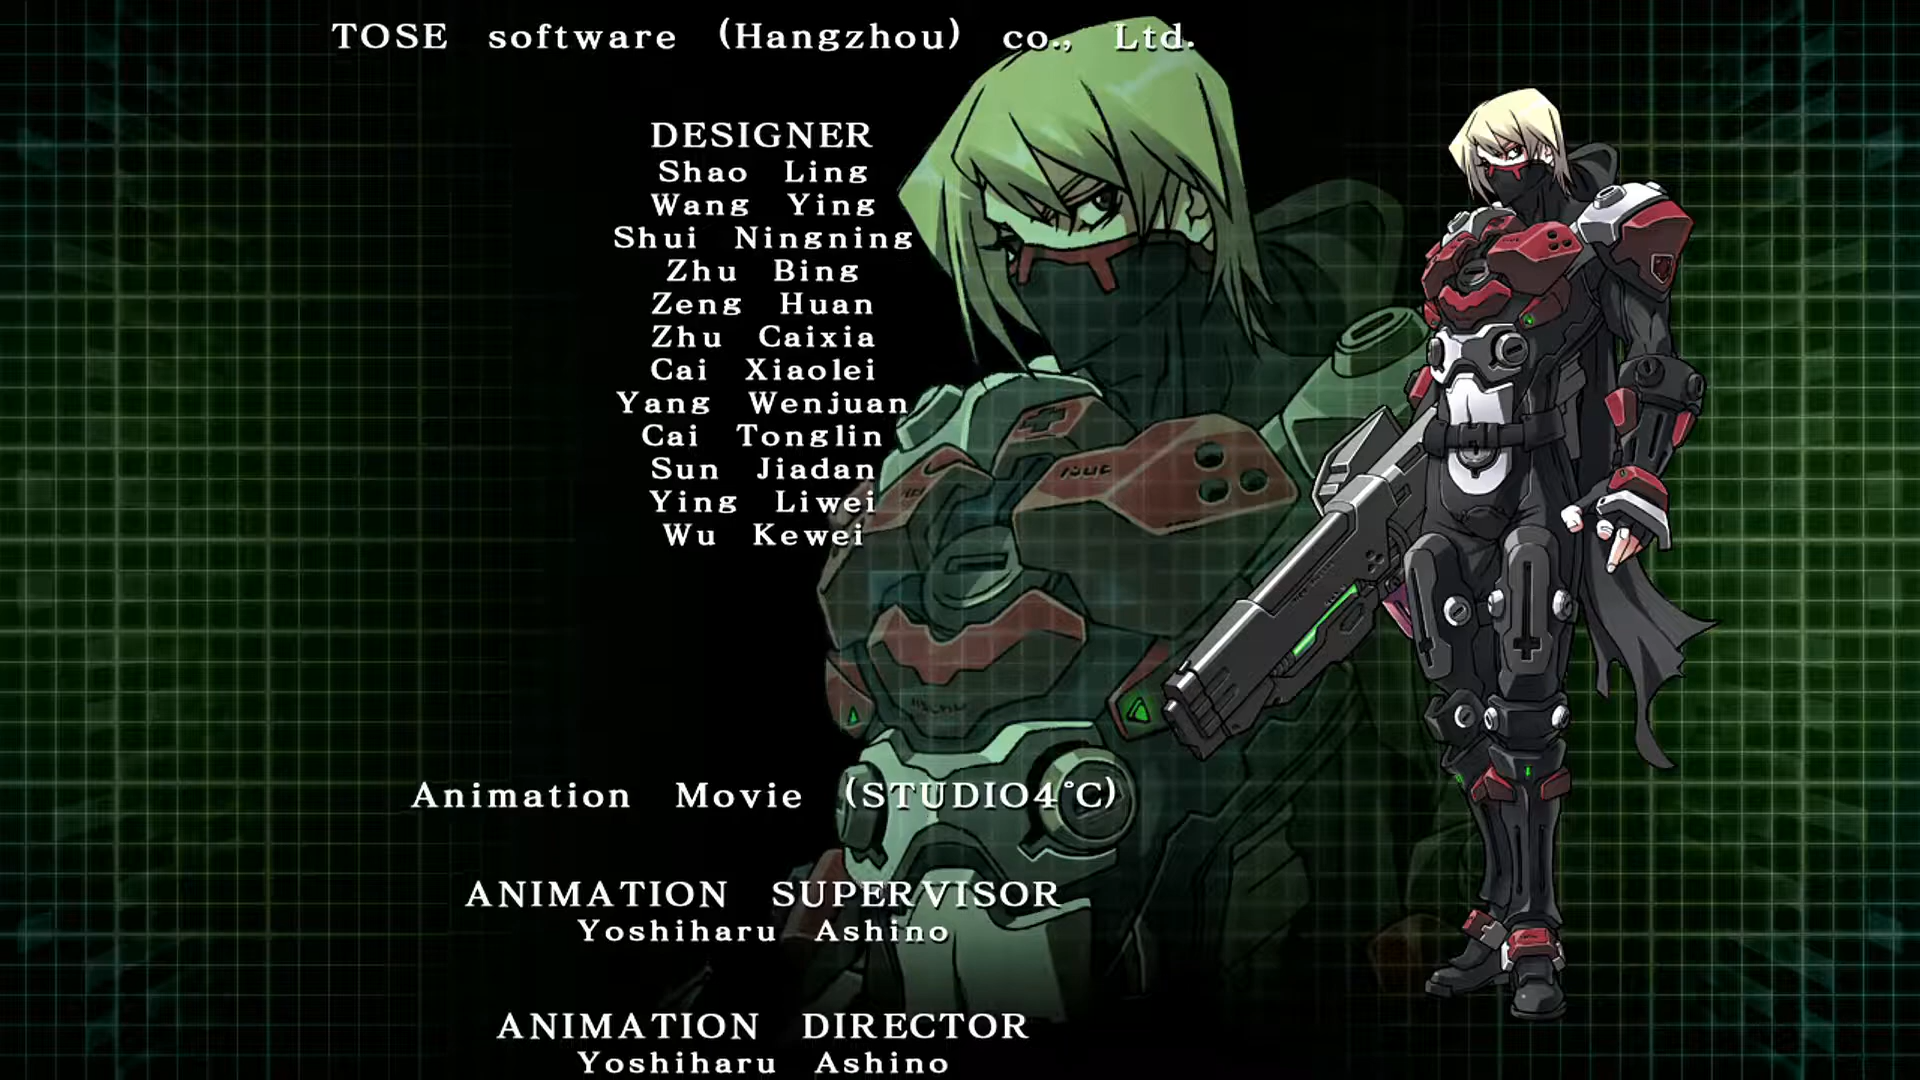 TOSE software (Hangzhou) co., Ltd.
DESIGNER
Shao Ling
Wang Ying
Shui Ningning
Zhu Bing
Zeng Huan
Zhu Caixia
Cai Xiaolei
Yang Wenjuan
Cai Tonglin
Sun Jiadan
Ying Liwei
Wu Kewei
Animation Movie (STUDIO4°C)
ANIMATION SUPERVISOR
Yoshiharu Ashino
ANIMATION DIRECTOR
Yoshiharu Ashino